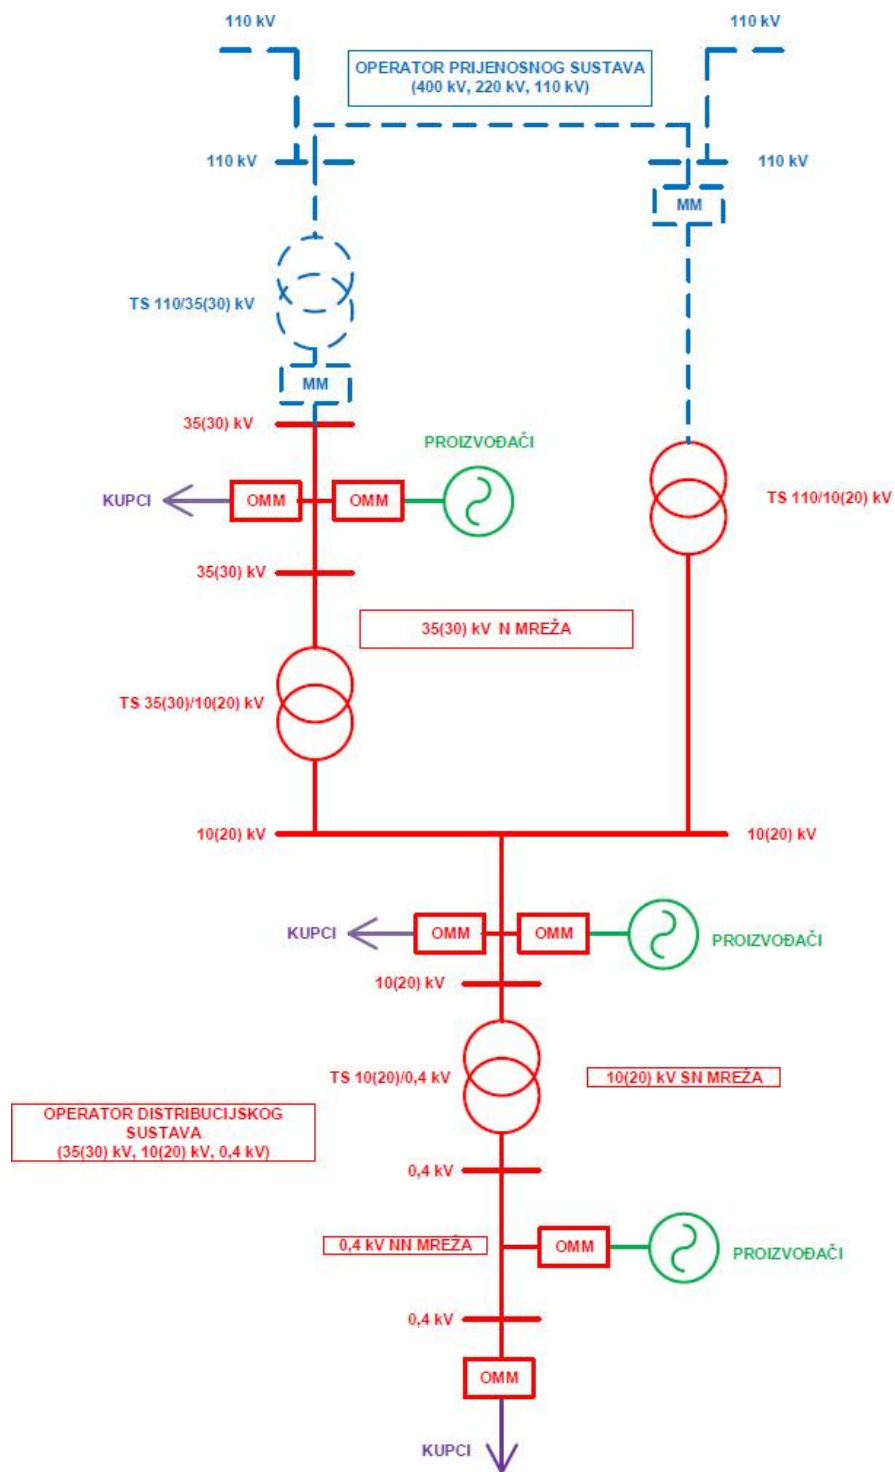 110 kV
110 kV
OPERATOR PRIJENOSNOG SUSTAVA
(400 kV, 220 kV, 110 kV)
110 kV
110 kV
MM
TS 110/35(30) kV
MM
35(30) kV
PROIZVOĐAČI
KUPCI
OMM
OMM
TS 110/10(20) kV
35(30) kV
35(30) kV N MREŽA
TS 35(30)/10(20) kV
10(20) kV
10(20) kV
KUPCI
OMM
OMM
PROIZVOĐAČI
10(20) kV
TS 10(20)/0,4 kV
10(20) kV SN MREŽA
OPERATOR DISTRIBUCIJSKOG
SUSTAVA
(35(30) kV, 10(20) kV, 0,4 kV)
0,4 kV
0,4 kV NN MREŽA
OMM
PROIZVOĐAČI
0,4 kV
OMM
KUPCI